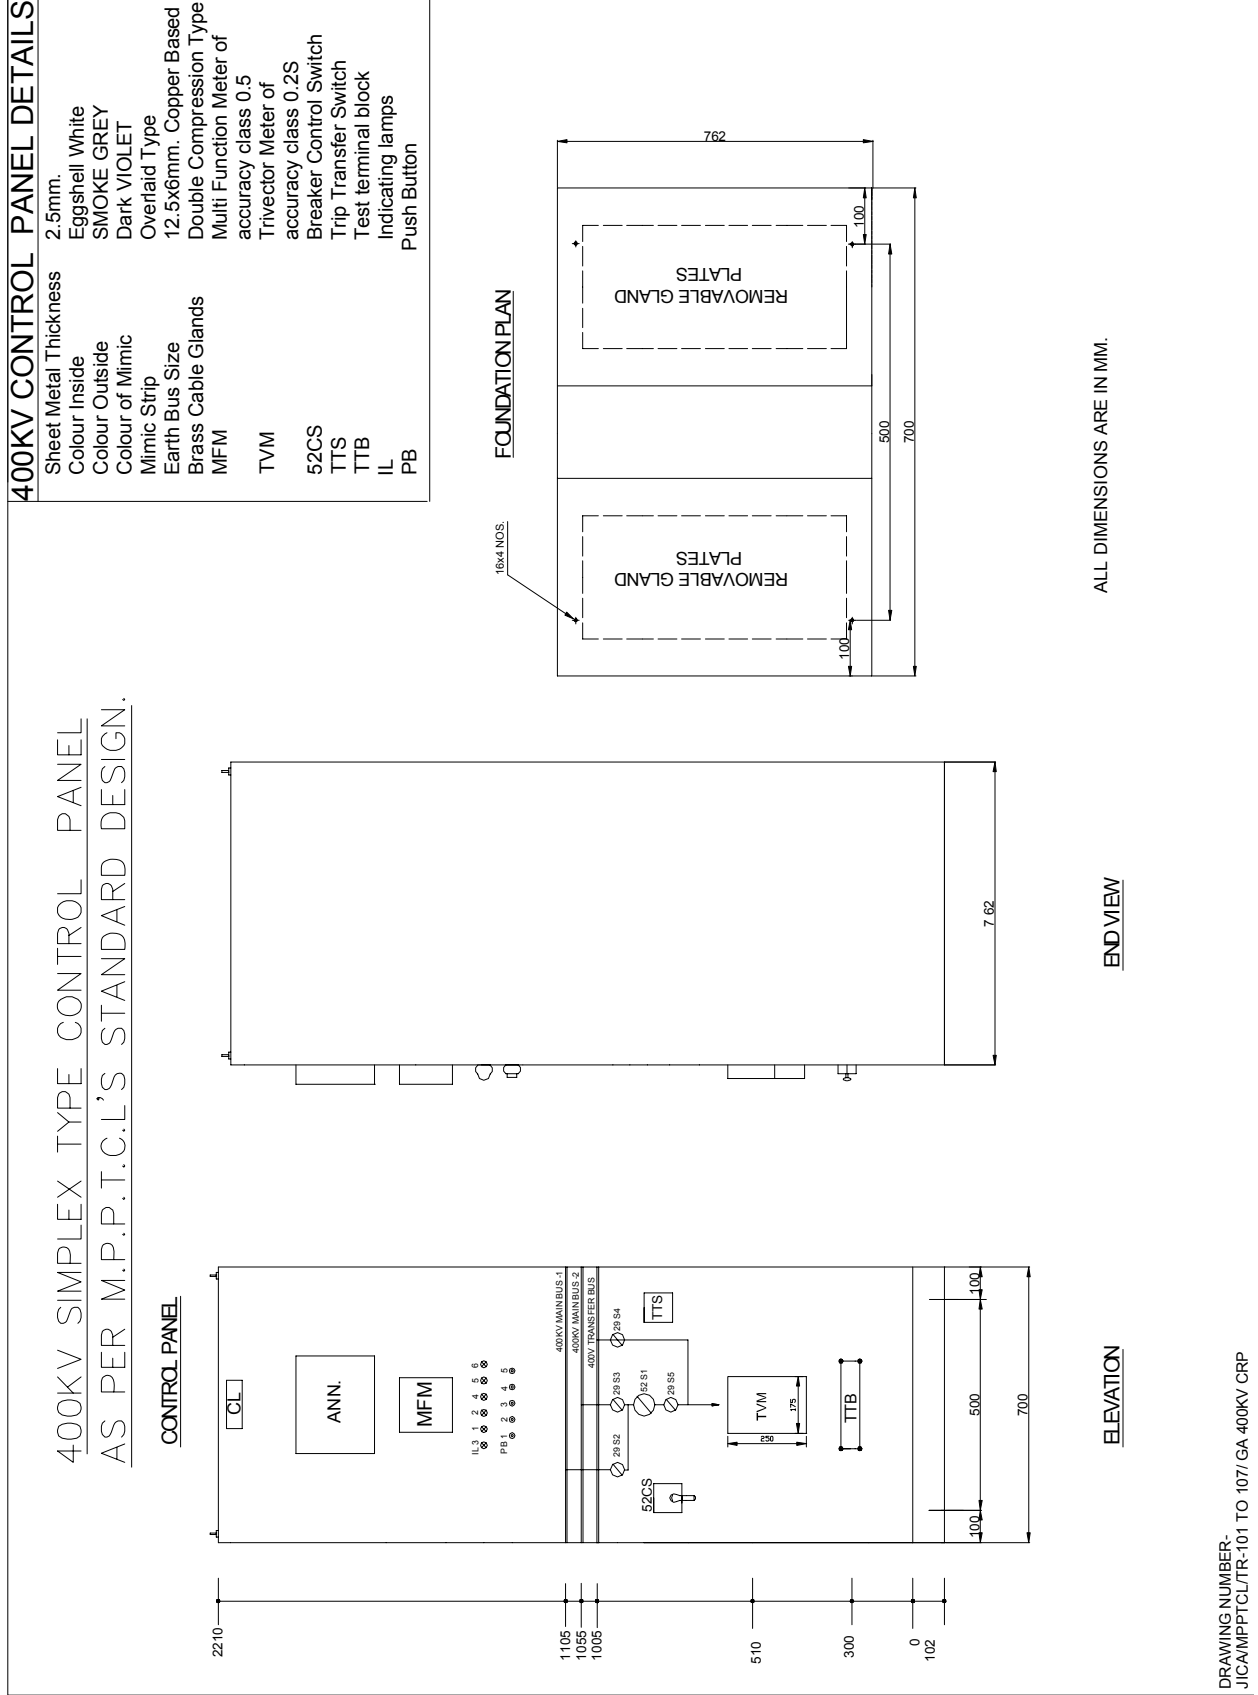 400KV SIMPLEX TYPE CONTROL PANEL
AS PER M.P.P.T.C.L'S STANDARD DESIGN.
400KV CONTROL PANEL DETAILS
Sheet Metal Thickness 2.5mm.
Colour Inside Eggshell White
Colour Outside SMOKE GREY
Colour of Mimic Dark VIOLET
Mimic Strip Overlaid Type
Earth Bus Size 12.5x6mm. Copper Based
Brass Cable Glands Double Compression Type
MFM Multi Function Meter of
accuracy class 0.5
TVM Trivector Meter of
accuracy class 0.2S
52CS Breaker Control Switch
TTS Trip Transfer Switch
TTB Test terminal block
IL Indicating lamps
PB Push Button
CONTROL PANEL
CL
ANN.
MFM
IL3 1 2 4 5 6
PB1 2 3 4 5
400KV MAIN BUS-1
400KV MAIN BUS-2
400V TRANSFER BUS
29 S2
29 S3
29 S4
52 S1
29 S5
52CS
TTS
TVM
175
250
TTB
100
500
100
700
2210
1105
1055
1005
510
300
0
102
ELEVATION
7 62
END VIEW
FOUNDATION PLAN
16x4 NOS.
REMOVABLE GLAND
PLATES
REMOVABLE GLAND
PLATES
762
100
100
500
700
ALL DIMENSIONS ARE IN MM.
DRAWING NUMBER-
JICA/MPPTCL/TR-101 TO 107/ GA 400KV CRP